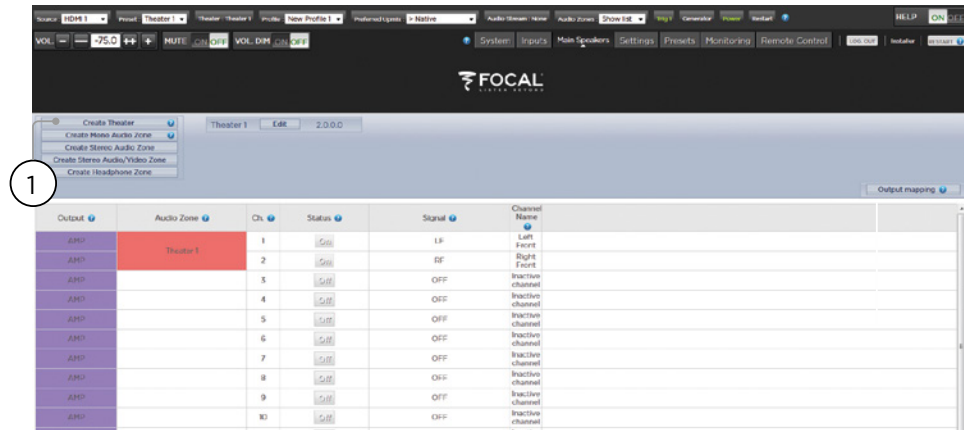 Source HDMI 1 Preset Theater 1 Theater Theater 1 Profile New Profile 1 Preferred Upmix > Native Audio Stream None Audio Zones Show list Trig 1 Generator Power Restart HELP ON OFF
VOL. -75,0 ++ + MUTE ON OFF VOL. DIM ON OFF System Inputs Main Speakers Settings Presets Monitoring Remote Control LOG OUT Installer RESTART
FOCAL
LISTEN BEYOND
Create Theater Theater 1 Edit 2.0.0.0
Create Mono Audio Zone
Create Stereo Audio Zone
Create Stereo Audio/Video Zone
Create Headphone Zone
1
Output mapping
Output Audio Zone Ch. Status Signal Channel Name
AMP Theater 1 1 On LF Left Front
AMP 2 On RF Right Front
AMP 3 Off OFF Inactive channel
AMP 4 Off OFF Inactive channel
AMP 5 Off OFF Inactive channel
AMP 6 Off OFF Inactive channel
AMP 7 Off OFF Inactive channel
AMP 8 Off OFF Inactive channel
AMP 9 Off OFF Inactive channel
AMP 10 Off OFF Inactive channel